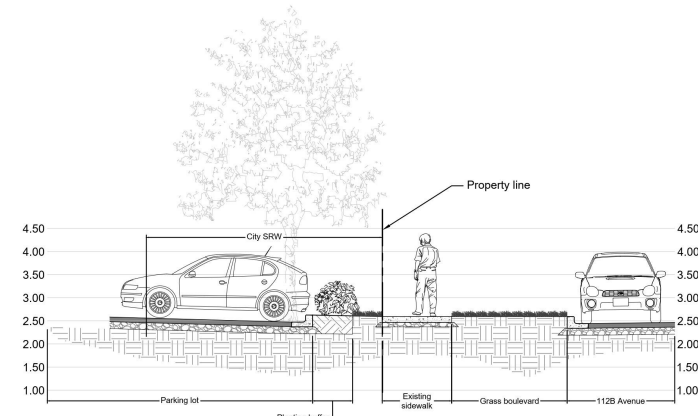 Property line
City SRW
4.50 4.50
4.00 4.00
3.50 3.50
3.00 3.00
2.50 2.50
2.00 2.00
1.50 1.50
1.00 1.00
Parking lot
Existing
sidewalk
Grass boulevard
112B Avenue